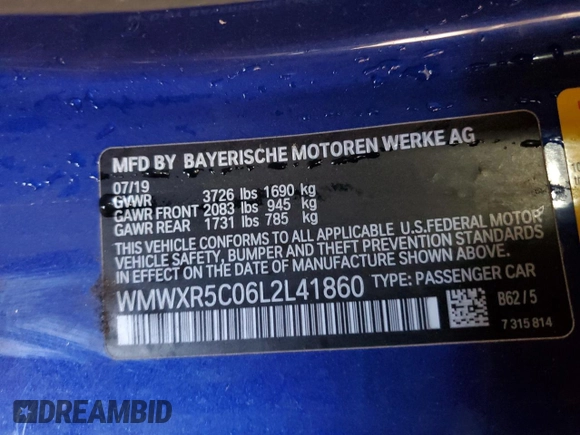 MFD BY BAYERISCHE MOTOREN WERKE AG
07/19
GVWR 3726 lbs 1690 kg
GAWR FRONT 2083 lbs 945 kg
GAWR REAR 1731 lbs 785 kg
THIS VEHICLE CONFORMS TO ALL APPLICABLE U.S.FEDERAL MOTOR
VEHICLE SAFETY, BUMPER AND THEFT PREVENTION STANDARDS
IN EFFECT ON THE DATE OF MANUFACTURE SHOWN ABOVE.
WMWXR5C06L2L41860 TYPE: PASSENGER CAR
B62/5
7 315 814
DREAMBID